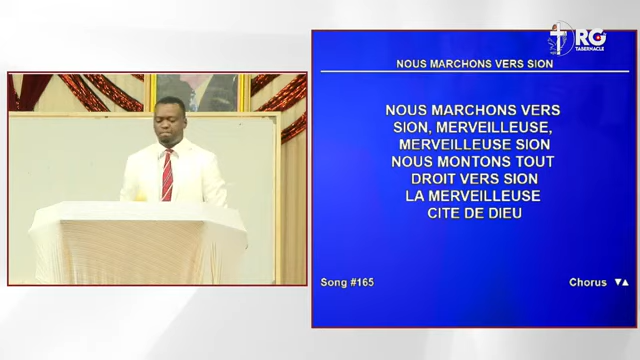 RG
TABERNACLE
NOUS MARCHONS VERS SION
NOUS MARCHONS VERS
SION, MERVEILLEUSE,
MERVEILLEUSE SION
NOUS MONTONS TOUT
DROIT VERS SION
LA MERVEILLEUSE
CITE DE DIEU
Song #165
Chorus ▼▲